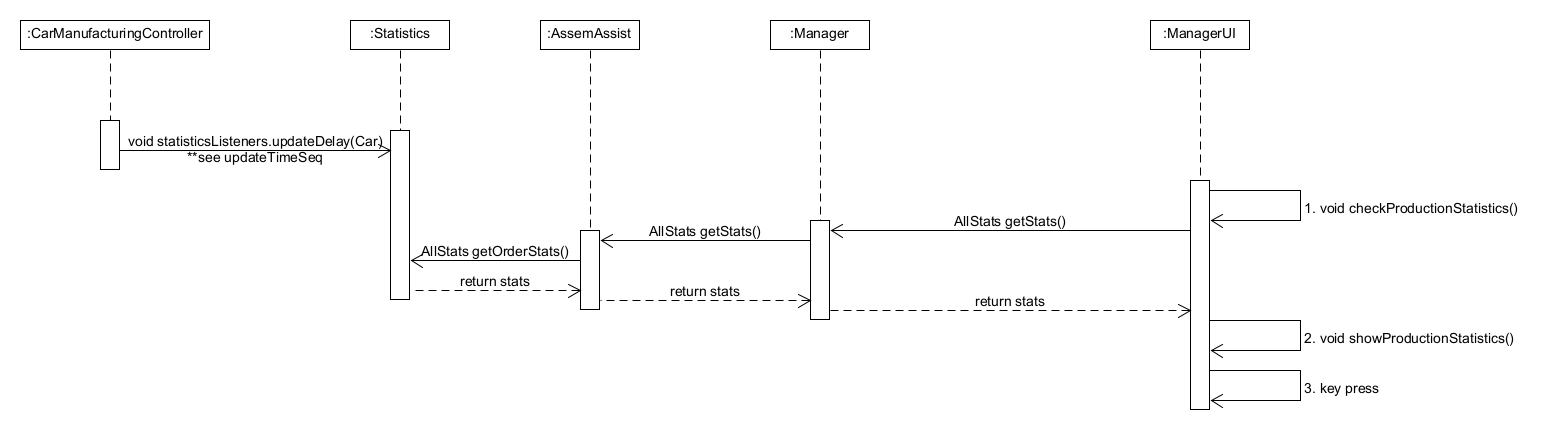 :CarManufacturingController
:Statistics
:AssemAssist
:Manager
:ManagerUI
void statisticsListeners.updateDelay(Car)
**see updateTimeSeq
1. void checkProductionStatistics()
AllStats getStats()
AllStats getStats()
AllStats getOrderStats()
return stats
return stats
return stats
2. void showProductionStatistics()
3. key press